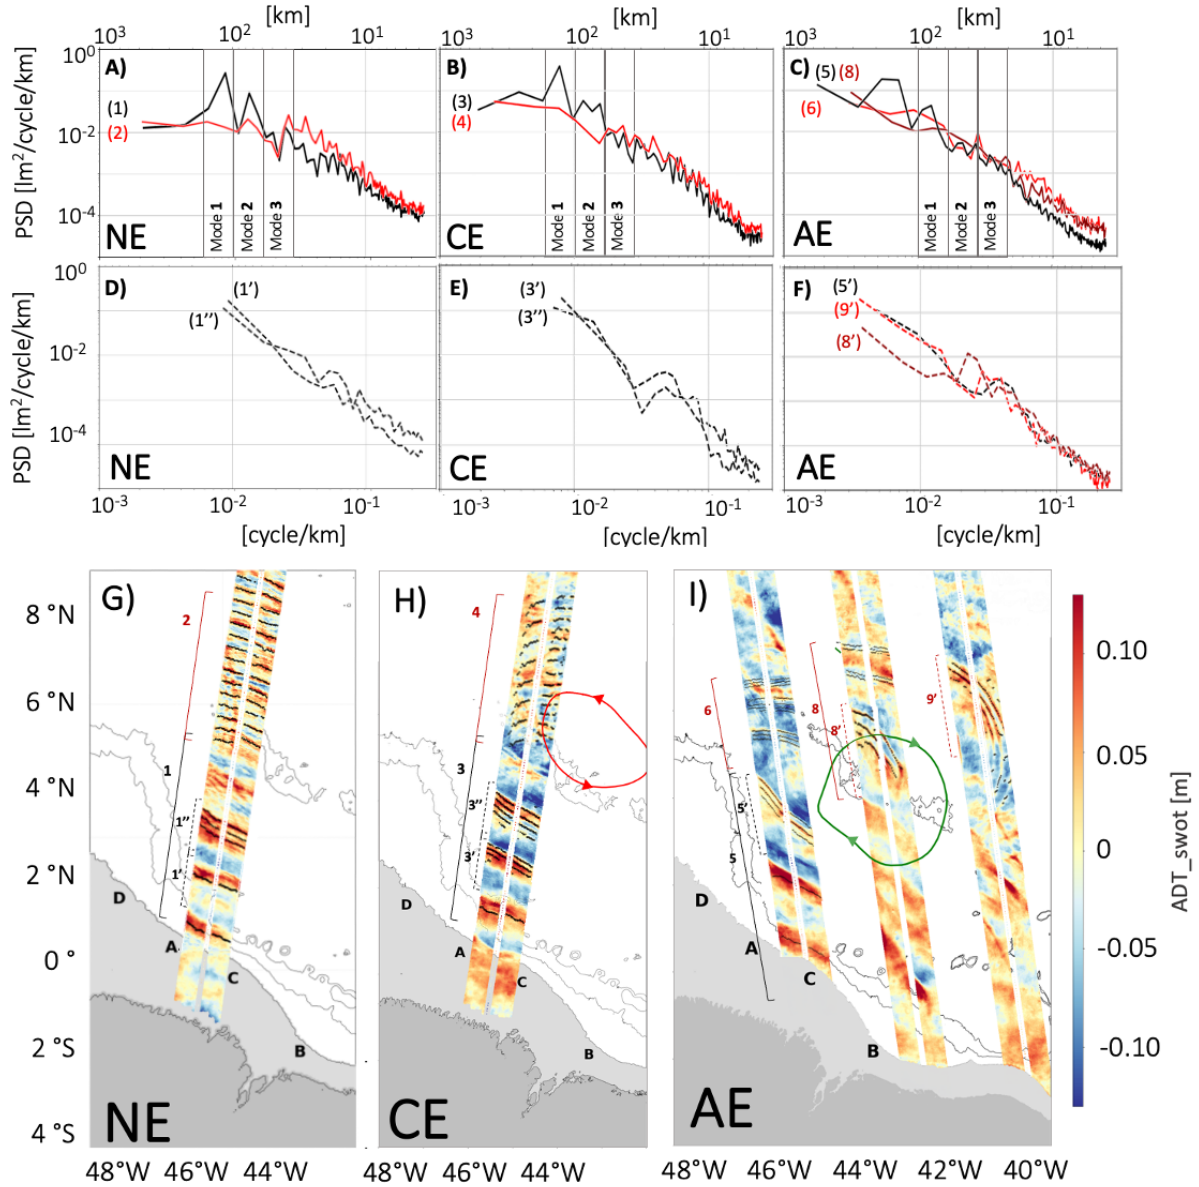 [km] [km] [km]
10³ 10² 10¹ 10³ 10² 10¹ 10³ 10² 10¹
PSD [lm²/cycle/km]
10⁰
10⁻²
10⁻⁴
A)
(1)
(2)
Mode 1
Mode 2
Mode 3
NE
B)
(3)
(4)
Mode 1
Mode 2
Mode 3
CE
C)
(5) (8)
(6)
Mode 1
Mode 2
Mode 3
AE
PSD [lm²/cycle/km]
10⁰
10⁻²
10⁻⁴
D)
(1')
(1'')
NE
E)
(3')
(3'')
CE
F)
(5')
(9')
(8')
AE
10⁻³ 10⁻² 10⁻¹ 10⁻³ 10⁻² 10⁻¹ 10⁻³ 10⁻² 10⁻¹
[cycle/km] [cycle/km] [cycle/km]
8 °N
6 °N
4 °N
2 °N
0 °
2 °S
4 °S
G)
2
1
1''
1'
D
A
C
B
NE
H)
4
3
3''
3'
D
A
C
B
CE
I)
6
8
8'
9'
5'
5
D
A
C
B
AE
48°W 46°W 44°W 48°W 46°W 44°W 48°W 46°W 44°W 42°W 40°W
0.10
0.05
0
-0.05
-0.10
ADT_swot [m]